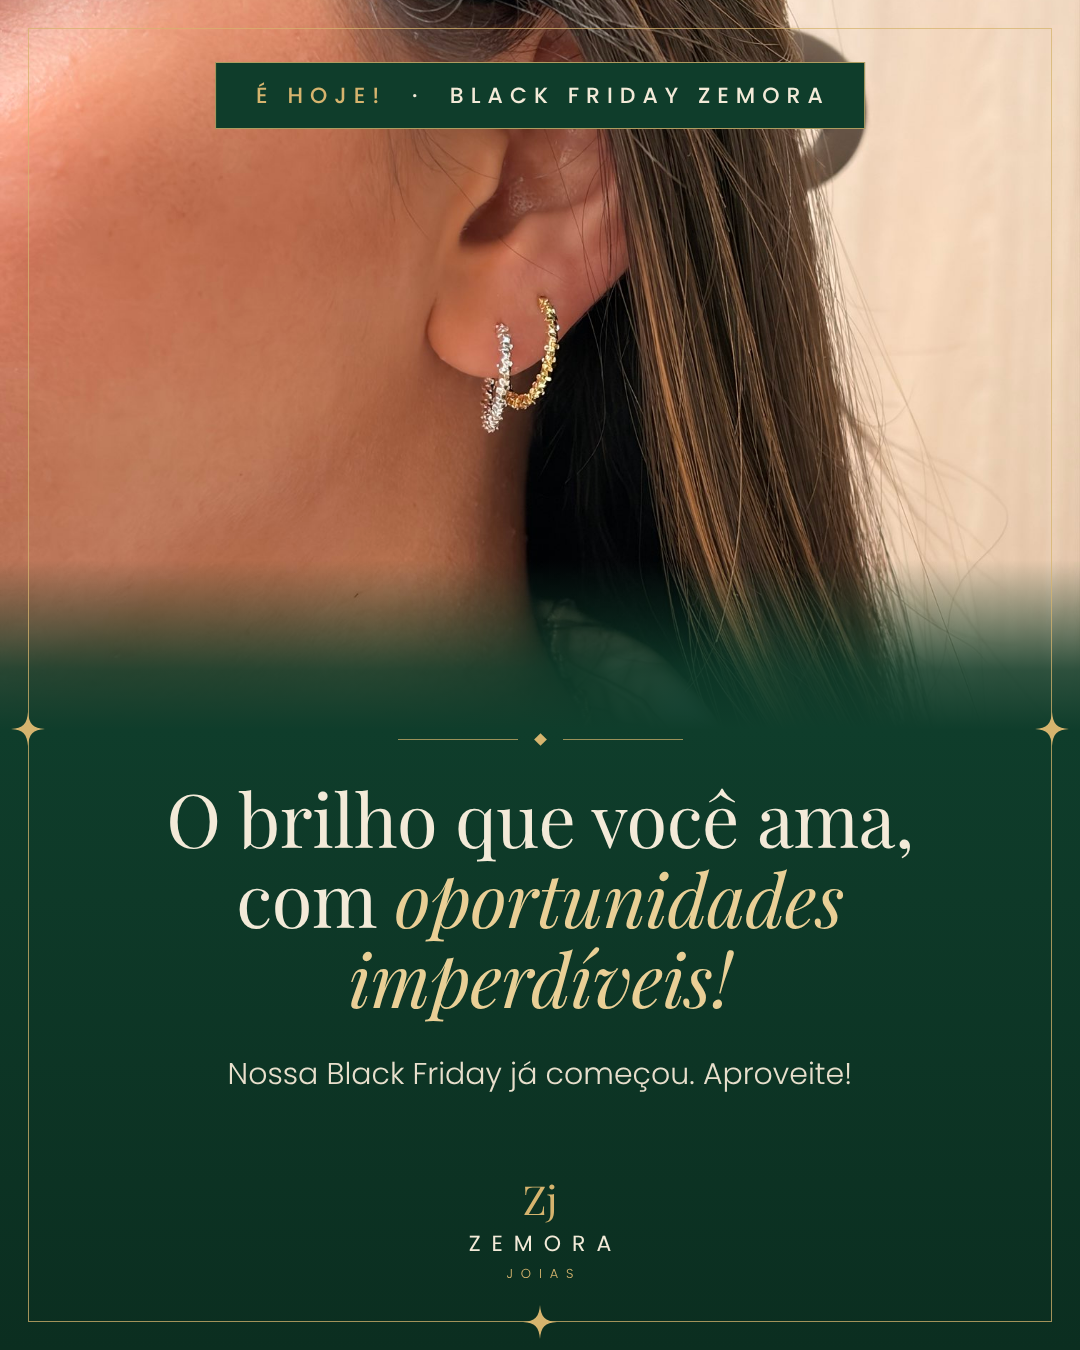 É HOJE! · BLACK FRIDAY ZEMORA
O brilho que você ama,
com oportunidades
imperdíveis!
Nossa Black Friday já começou. Aproveite!
Zj
ZEMORA
JOIAS